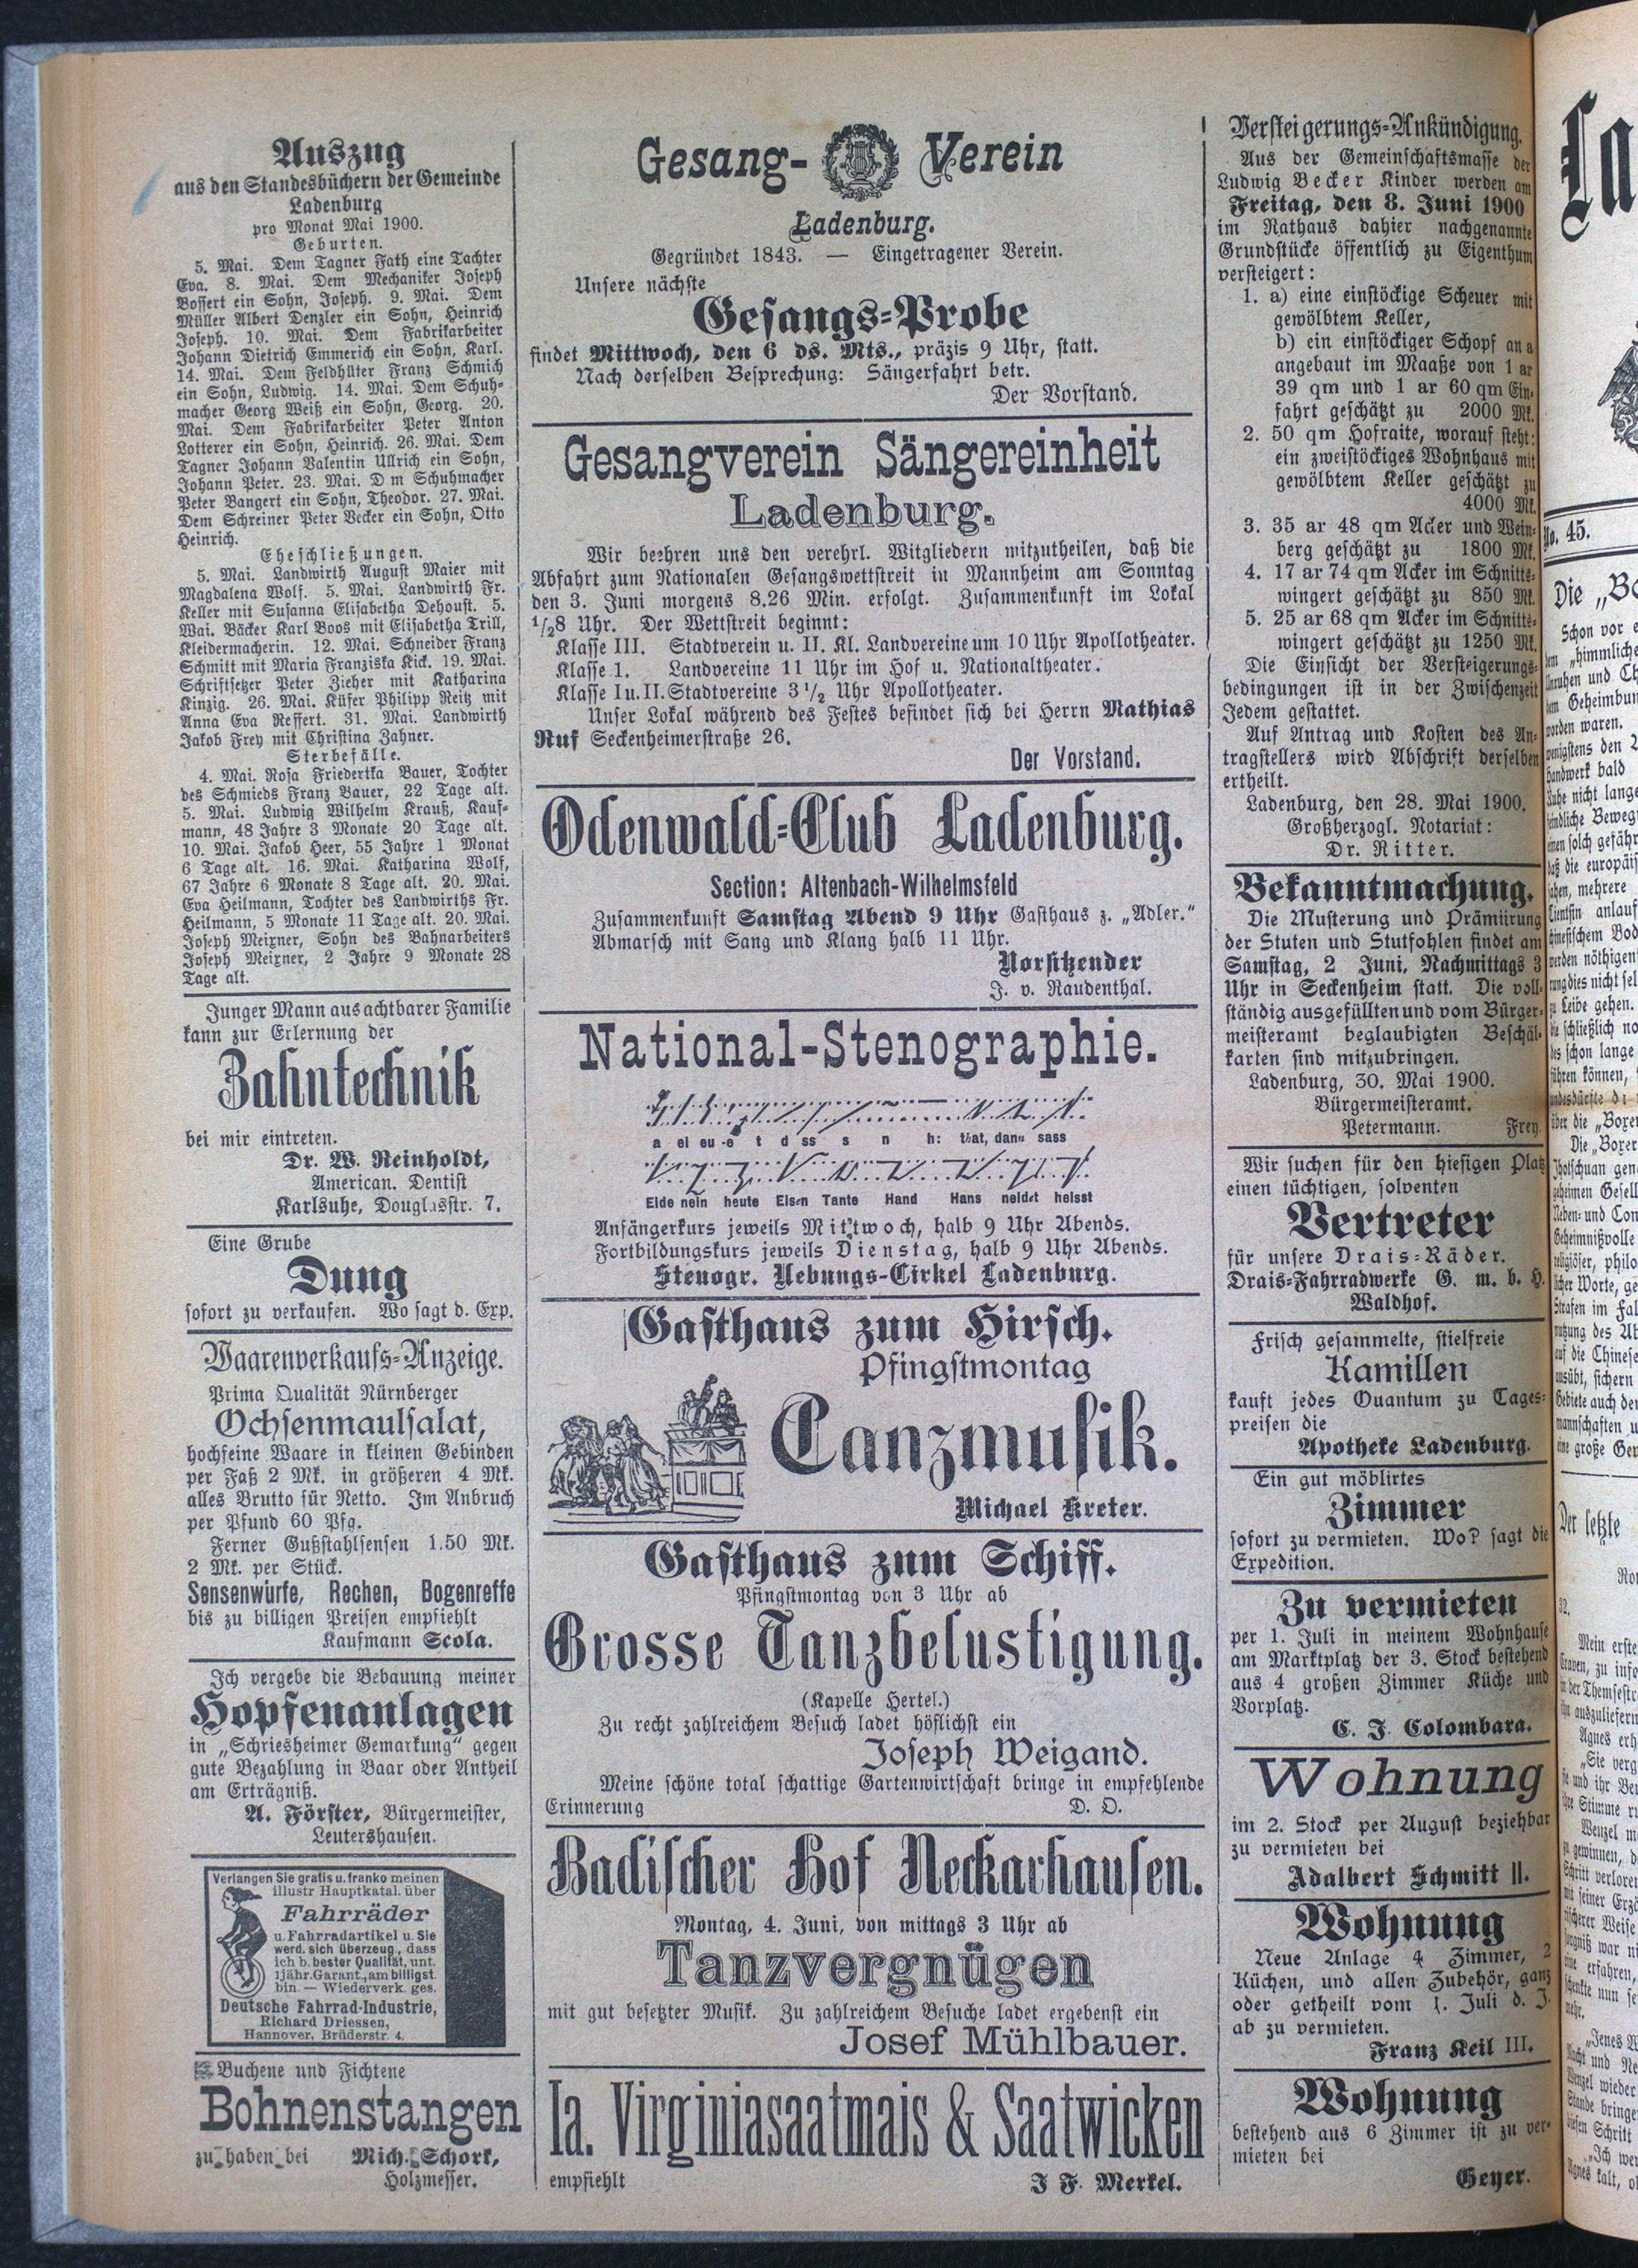 Auszug
aus den Standesbüchern der Gemeinde
Ladenburg
pro Monat Mai 1900.
Geburten.
5. Mai. Dem Tagner Fath eine Tachter
Eva. 8. Mai. Dem Mechaniker Joseph
Bossert ein Sohn, Joseph. 9. Mai. Dem
Müller Albert Denzler ein Sohn, Heinrich
Joseph. 10. Mai. Dem Fabrikarbeiter
Johann Dietrich Emmerich ein Sohn, Karl.
14. Mai. Dem Feldhüter Franz Schmich
ein Sohn, Ludwig. 14. Mai. Dem Schuh-
macher Georg Weiß ein Sohn, Georg. 20.
Mai. Dem Fabrikarbeiter Peter Anton
Lotterer ein Sohn, Heinrich. 26. Mai. Dem
Tagner Johann Valentin Ullrich ein Sohn,
Johann Peter. 23. Mai. D m Schuhmacher
Peter Bangert ein Sohn, Theodor. 27. Mai.
Dem Schreiner Peter Becker ein Sohn, Otto
Heinrich.
Eheschließungen.
5. Mai. Landwirth August Maier mit
Magdalena Wolf. 5. Mai. Landwirth Fr.
Keller mit Susanna Elisabetha Dehoust. 5.
Wai. Bäcker Karl Boos mit Elisabetha Trill,
Kleidermacherin. 12. Mai. Schneider Franz
Schmitt mit Maria Franziska Kick. 19. Mai.
Schriftsetzer Peter Zieher mit Katharina
Kinzig. 26. Mai. Küfer Philipp Reitz mit
Anna Eva Reffert. 31. Mai. Landwirth
Jakob Frey mit Christina Zahner.
Sterbefälle.
4. Mai. Rosa Friedertka Bauer, Tochter
des Schmieds Franz Bauer, 22 Tage alt.
5. Mai. Ludwig Wilhelm Krauß, Kauf-
mann, 48 Jahre 3 Monate 20 Tage alt.
10. Mai. Jakob Heer, 55 Jahre 1 Monat
6 Tage alt. 16. Mai. Katharina Wolf,
67 Jahre 6 Monate 8 Tage alt. 20. Mai.
Eva Heilmann, Tochter des Landwirths Fr.
Heilmann, 5 Monate 11 Tage alt. 20. Mai.
Joseph Meixner, Sohn des Bahnarbeiters
Joseph Meixner, 2 Jahre 9 Monate 28
Tage alt.
Junger Mann aus achtbarer Familie
kann zur Erlernung der
Zahntechnik
bei mir eintreten.
Dr. W. Reinholdt,
American. Dentist
Karlsuhe, Douglasstr. 7.
Eine Grube
Dung
sofort zu verkaufen. Wo sagt d. Exp.
Waarenverkaufs-Anzeige.
Prima Qualität Nürnberger
Ochsenmaulsalat,
hochfeine Waare in kleinen Gebinden
per Faß 2 Mk. in größeren 4 Mk.
alles Brutto für Netto. Im Anbruch
per Pfund 60 Pfg.
Ferner Gußstahlsensen 1.50 Mk.
2 Mk. per Stück.
Sensenwürfe, Rechen, Bogenreffe
bis zu billigen Preisen empfiehlt
Kaufmann Scola.
Ich vergebe die Bebauung meiner
Hopfenanlagen
in „Schriesheimer Gemarkung“ gegen
gute Bezahlung in Baar oder Antheil
am Erträgniß.
A. Förster, Bürgermeister,
Leutershausen.
Verlangen Sie gratis u. franko meinen
illustr Hauptkatal. über
Fahrräder
u. Fahrradartikel u. Sie
werd. sich überzeug., dass
ich b. bester Qualität, unt.
1jähr. Garant., am billigst.
bin. — Wiederverk. ges.
Deutsche Fahrrad-Industrie,
Richard Driessen,
Hannover, Brüderstr. 4.
Buchene und Fichtene
Bohnenstangen
zu haben bei Mich. Schork,
Holzmesser.
Gesang-Verein
Ladenburg.
Gegründet 1843. — Eingetragener Verein.
Unsere nächste
Gesangs-Probe
findet Mittwoch, den 6 ds. Mts., präzis 9 Uhr, statt.
Nach derselben Besprechung: Sängerfahrt betr.
Der Vorstand.
Gesangverein Sängereinheit
Ladenburg.
Wir beehren uns den verehrl. Witgliedern mitzutheilen, daß die
Abfahrt zum Nationalen Gesangswettstreit in Mannheim am Sonntag
den 3. Juni morgens 8.26 Min. erfolgt. Zusammenkunft im Lokal
1/28 Uhr. Der Wettstreit beginnt:
Klasse III. Stadtverein u. II. Kl. Landvereine um 10 Uhr Apollotheater.
Klasse 1. Landvereine 11 Uhr im Hof u. Nationaltheater.
Klasse I u. II. Stadtvereine 3 1/2 Uhr Apollotheater.
Unser Lokal während des Festes befindet sich bei Herrn Mathias
Ruf Seckenheimerstraße 26.
Der Vorstand.
Odenwald-Club Ladenburg.
Section: Altenbach-Wilhelmsfeld
Zusammenkunft Samstag Abend 9 Uhr Gasthaus z. „Adler.“
Abmarsch mit Sang und Klang halb 11 Uhr.
Vorsitzender
J. v. Raudenthal.
National-Stenographie.
a ei eu -e t d ss s n h: that, dann sass
Eide nein heute Eisen Tante Hand Hans neidet heisst
Anfängerkurs jeweils Mittwoch, halb 9 Uhr Abends.
Fortbildungskurs jeweils Dienstag, halb 9 Uhr Abends.
Stenogr. Uebungs-Cirkel Ladenburg.
Gasthaus zum Hirsch.
Pfingstmontag
Tanzmusik.
Michael Kreter.
Gasthaus zum Schiff.
Pfingstmontag von 3 Uhr ab
Grosse Tanzbelustigung.
(Kapelle Hertel.)
Zu recht zahlreichem Besuch ladet höflichst ein
Joseph Weigand.
Meine schöne total schattige Gartenwirtschaft bringe in empfehlende
Erinnerung D. O.
Badischer Hof Neckarhausen.
Montag, 4. Juni, von mittags 3 Uhr ab
Tanzvergnügen
mit gut besetzter Musik. Zu zahlreichem Besuche ladet ergebenst ein
Josef Mühlbauer.
Ia. Virginiasaatmais & Saatwicken
empfiehlt J F. Merkel.
Versteigerungs-Ankündigung.
Aus der Gemeinschaftsmasse der
Ludwig Becker Kinder werden am
Freitag, den 8. Juni 1900
im Rathaus dahier nachgenannte
Grundstücke öffentlich zu Eigenthum
versteigert:
1. a) eine einstöckige Scheuer mit
gewölbtem Keller,
b) ein einstöckiger Schopf an a
angebaut im Maaße von 1 ar
39 qm und 1 ar 60 qm Ein-
fahrt geschätzt zu 2000 Mk.
2. 50 qm Hofraite, worauf steht:
ein zweistöckiges Wohnhaus mit
gewölbtem Keller geschätzt zu
4000 Mk.
3. 35 ar 48 qm Acker und Wein-
berg geschätzt zu 1800 Mk.
4. 17 ar 74 qm Acker im Schnitts-
wingert geschätzt zu 850 Mk.
5. 25 ar 68 qm Acker im Schnitts-
wingert geschätzt zu 1250 Mk.
Die Einsicht der Versteigerungs-
bedingungen ist in der Zwischenzeit
Jedem gestattet.
Auf Antrag und Kosten des An-
tragstellers wird Abschrift derselben
ertheilt.
Ladenburg, den 28. Mai 1900.
Großherzogl. Notariat:
Dr. Ritter.
Bekanntmachung.
Die Musterung und Prämiirung
der Stuten und Stutfohlen findet am
Samstag, 2 Juni, Nachmittags 3
Uhr in Seckenheim statt. Die voll-
ständig ausgefüllten und vom Bürger-
meisteramt beglaubigten Beschäl-
karten sind mitzubringen.
Ladenburg, 30. Mai 1900.
Bürgermeisteramt.
Petermann. Frey.
Wir suchen für den hiesigen Platz
einen tüchtigen, solventen
Vertreter
für unsere Drais-Räder.
Drais-Fahrradwerke G. m. b. H.
Waldhof.
Frisch gesammelte, stielfreie
Kamillen
kauft jedes Quantum zu Tages-
preisen die
Apotheke Ladenburg.
Ein gut möblirtes
Zimmer
sofort zu vermieten. Wo? sagt die
Expedition.
Zu vermieten
per 1. Juli in meinem Wohnhause
am Marktplatz der 3. Stock bestehend
aus 4 großen Zimmer Küche und
Vorplatz.
C. J. Colombara.
Wohnung
im 2. Stock per August beziehbar
zu vermieten bei
Adalbert Schmitt II.
Wohnung
Neue Anlage 4 Zimmer, 2
Küchen, und allen Zubehör, ganz
oder getheilt vom 1. Juli d. J.
ab zu vermieten.
Franz Keil III.
Wohnung
bestehend aus 6 Zimmer ist zu ver-
mieten bei
Geyer.
La
No. 45.
Die „Bo
Schon vor
Der letzte